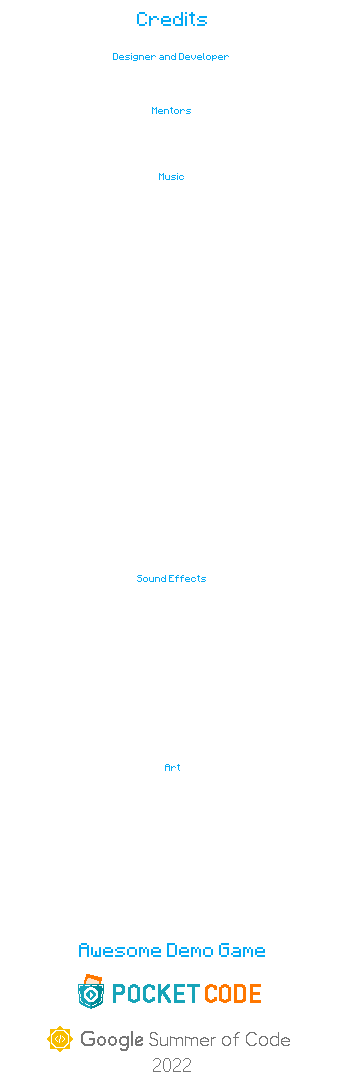 Credits
Designer and Developer
Mentors
Music
Sound Effects
Art
Awesome Demo Game
POCKET CODE
Google Summer of Code
2022